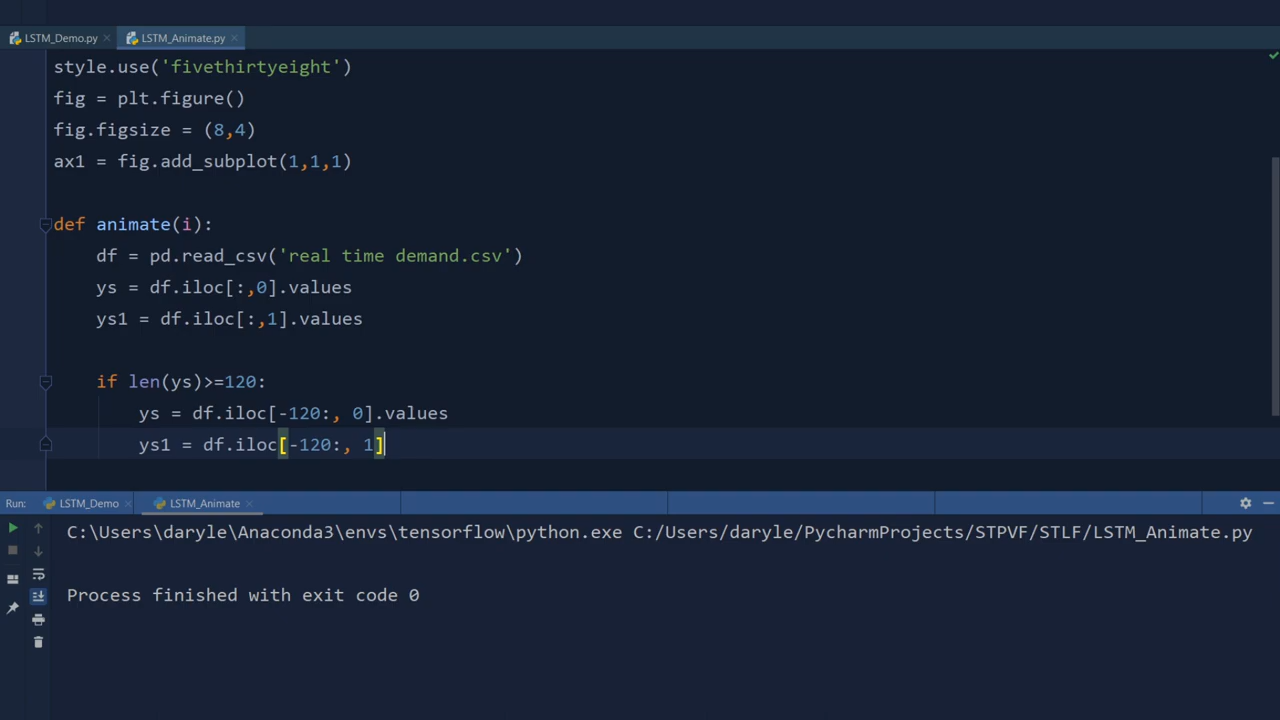 LSTM_Demo.py
LSTM_Animate.py
style.use('fivethirtyeight')
fig = plt.figure()
fig.figsize = (8,4)
ax1 = fig.add_subplot(1,1,1)
def animate(i):
df = pd.read_csv('real time demand.csv')
ys = df.iloc[:,0].values
ys1 = df.iloc[:,1].values
if len(ys)>=120:
ys = df.iloc[-120:, 0].values
ys1 = df.iloc[-120:, 1]
Run: LSTM_Demo LSTM_Animate
C:\Users\daryle\Anaconda3\envs\tensorflow\python.exe C:/Users/daryle/PycharmProjects/STPVF/STLF/LSTM_Animate.py
Process finished with exit code 0